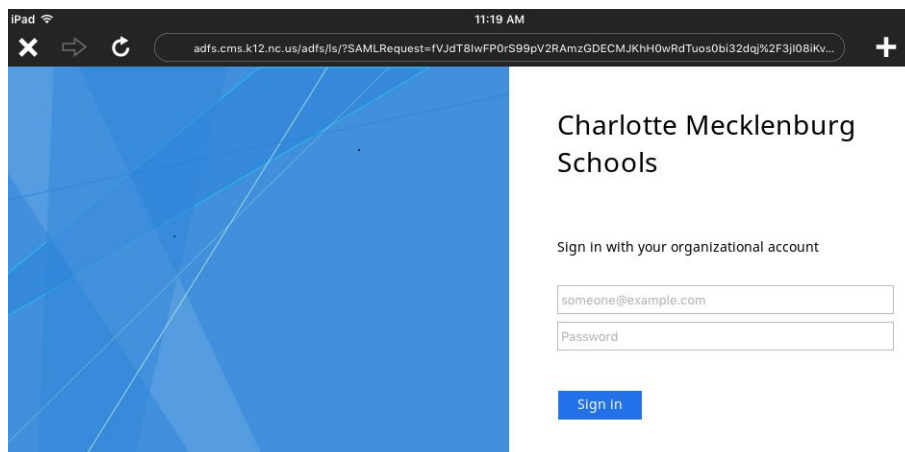 iPad
11:19 AM
adfs.cms.k12.nc.us/adfs/ls/?SAMLRequest=fVJdT8IwFP0rS99pV2RAmzGDECMJKhH0wRdTuos0bi32dqj%2F3jI08iKv...
Charlotte Mecklenburg
Schools
Sign in with your organizational account
someone@example.com
Password
Sign in